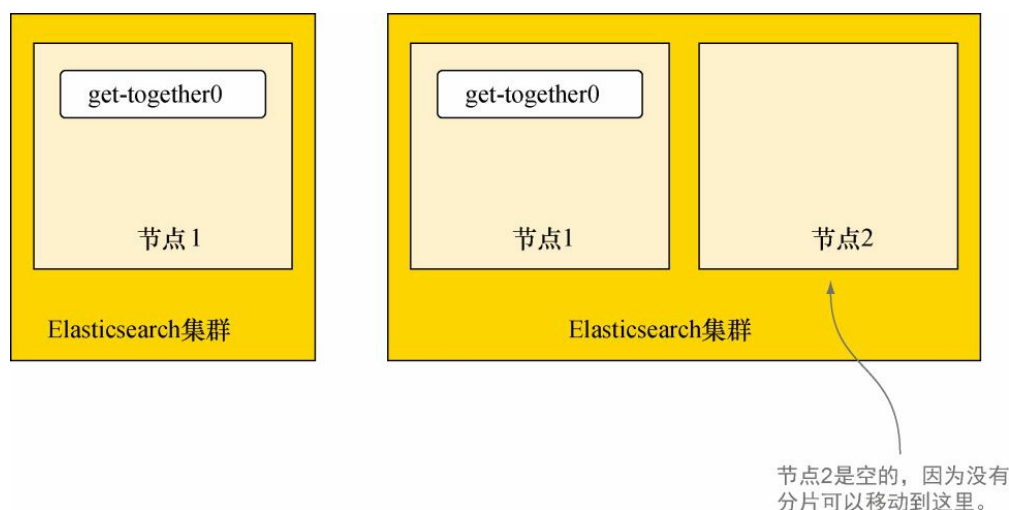 get-together0
节点 1
Elasticsearch集群
get-together0
节点1
节点2
Elasticsearch集群
节点2是空的，因为没有
分片可以移动到这里。